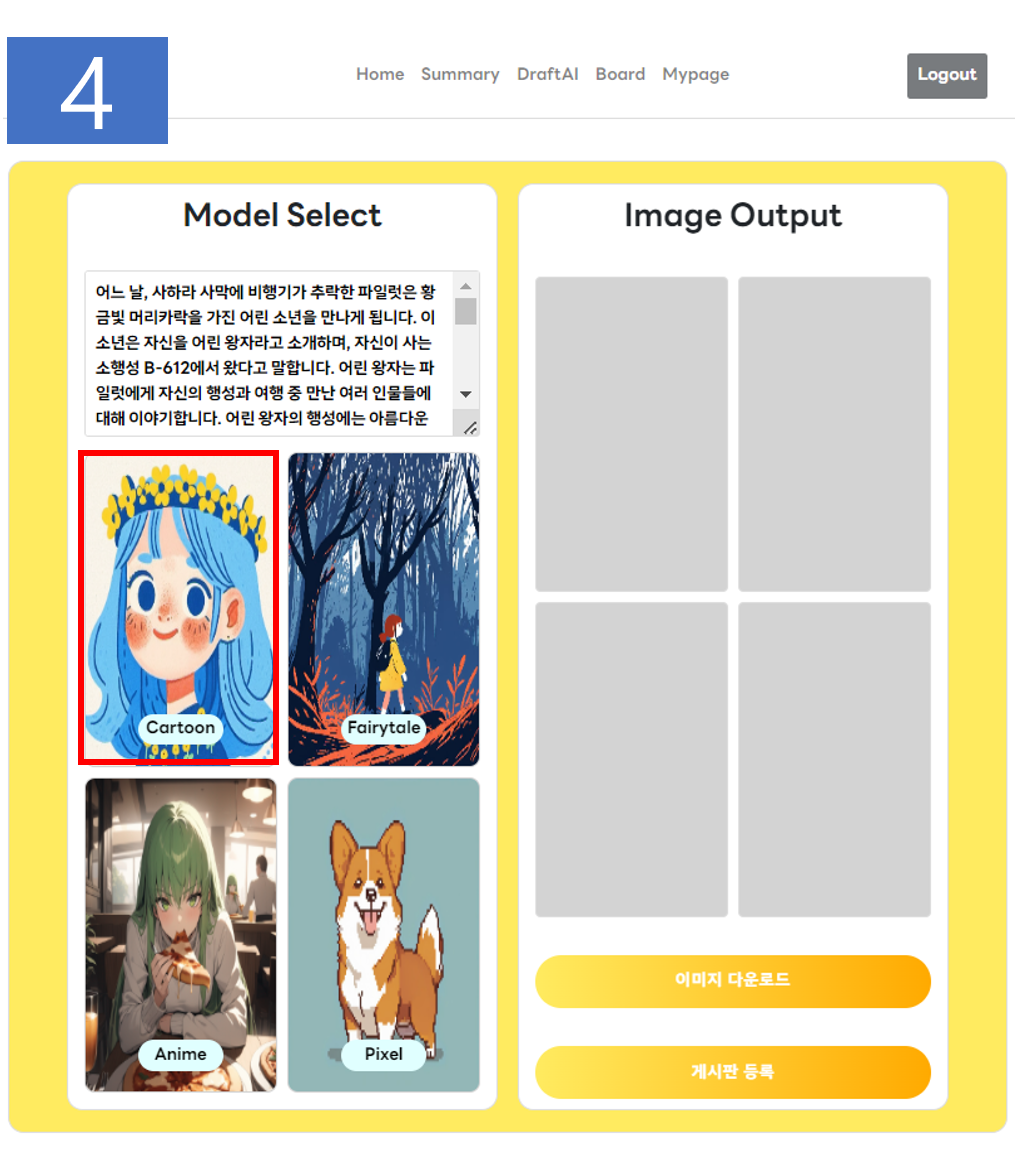 4
Home Summary DraftAI Board Mypage
Logout
Model Select
어느 날, 사하라 사막에 비행기가 추락한 파일럿은 황
금빛 머리카락을 가진 어린 소년을 만나게 됩니다. 이
소년은 자신을 어린 왕자라고 소개하며, 자신이 사는
소행성 B-612에서 왔다고 말합니다. 어린 왕자는 파
일럿에게 자신의 행성과 여행 중 만난 여러 인물들에
대해 이야기합니다. 어린 왕자의 행성에는 아름다운
Cartoon
Fairytale
Anime
Pixel
Image Output
이미지 다운로드
게시판 등록